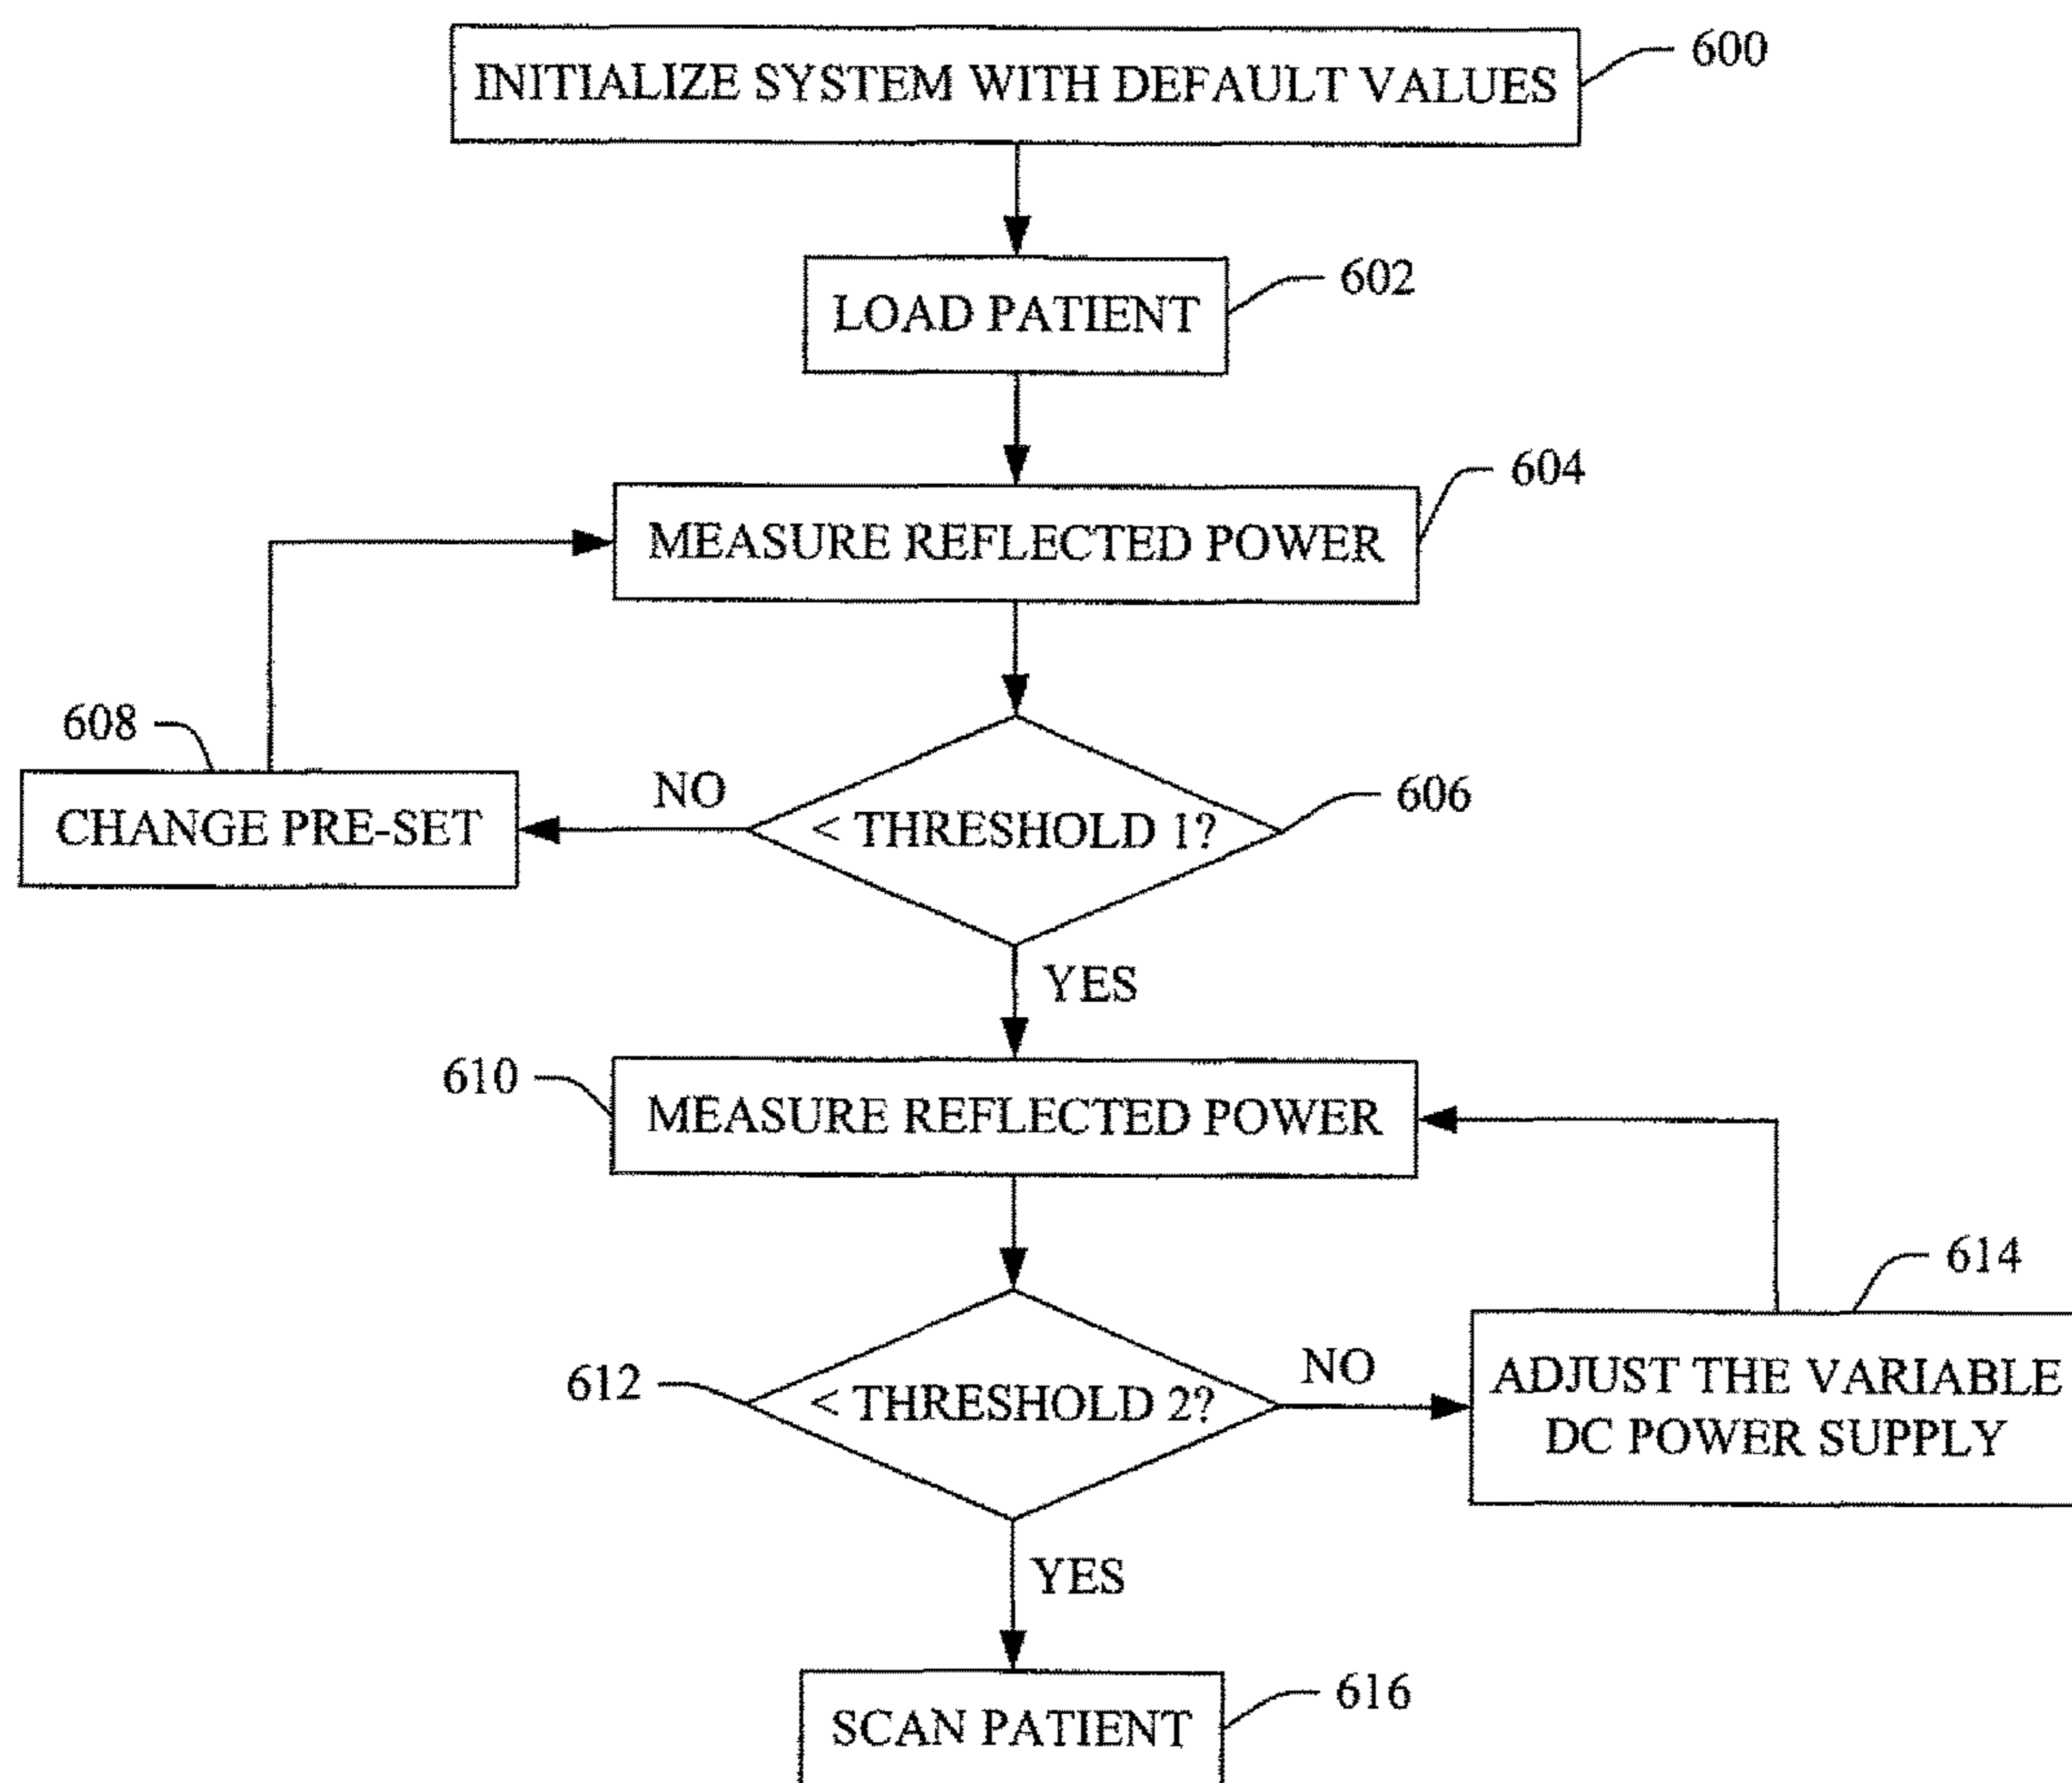 INITIALIZE SYSTEM WITH DEFAULT VALUES
600
LOAD PATIENT
602
MEASURE REFLECTED POWER
604
< THRESHOLD 1?
606
NO
CHANGE PRE-SET
608
YES
610
MEASURE REFLECTED POWER
612
< THRESHOLD 2?
NO
614
ADJUST THE VARIABLE
DC POWER SUPPLY
YES
SCAN PATIENT
616